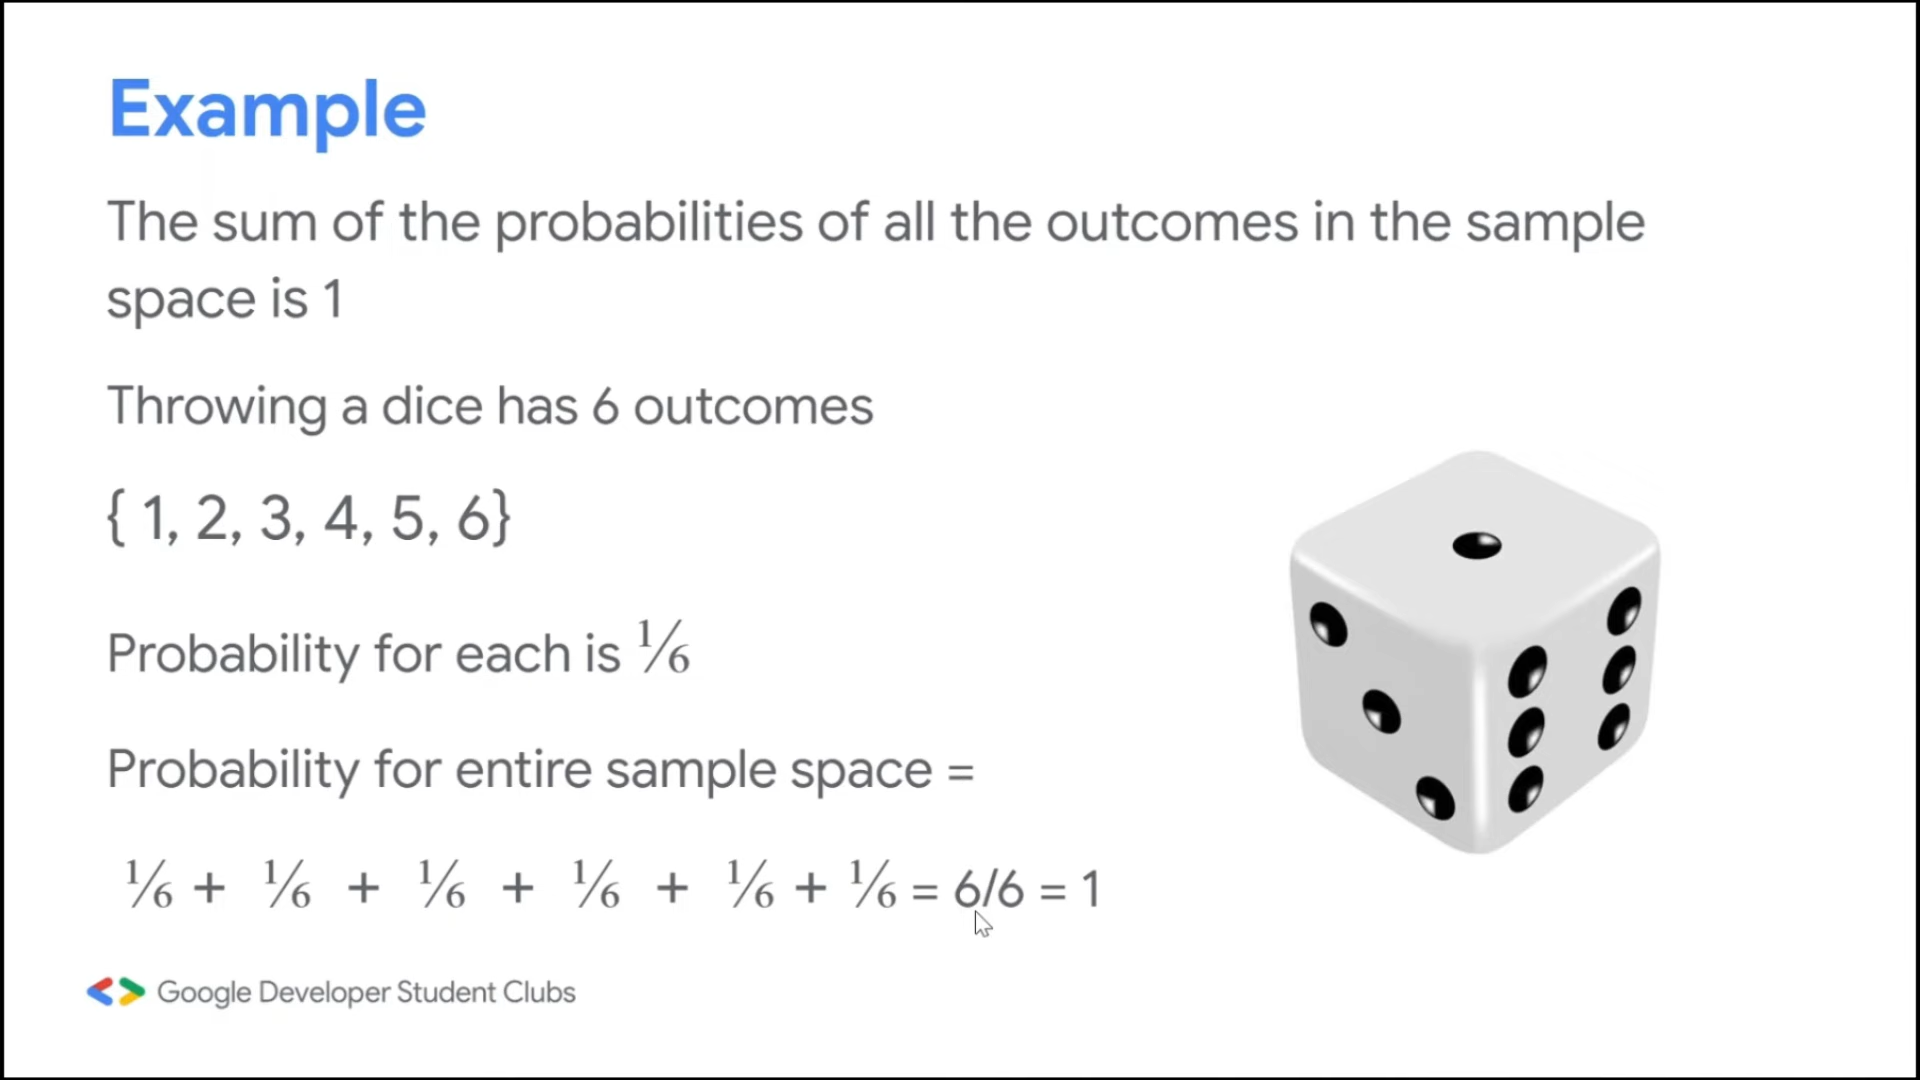 Example
The sum of the probabilities of all the outcomes in the sample
space is 1
Throwing a dice has 6 outcomes
{ 1, 2, 3, 4, 5, 6}
Probability for each is ⅙
Probability for entire sample space =
⅙ + ⅙ + ⅙ + ⅙ + ⅙ + ⅙ = 6/6 = 1
Google Developer Student Clubs